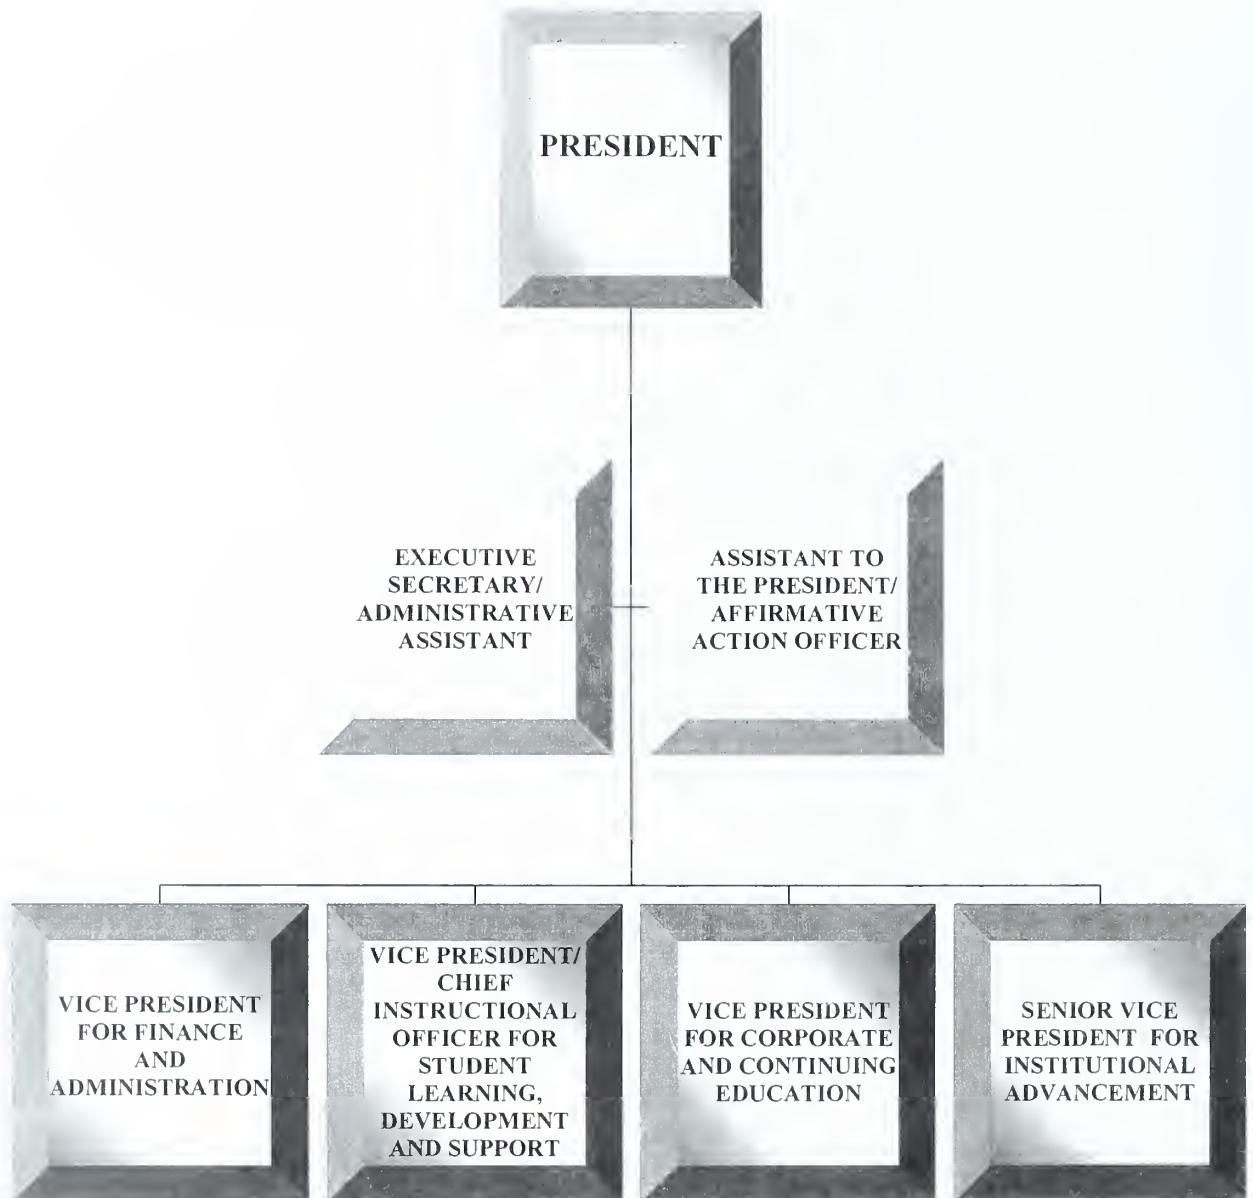 PRESIDENT
EXECUTIVE
SECRETARY/
ADMINISTRATIVE
ASSISTANT
ASSISTANT TO
THE PRESIDENT/
AFFIRMATIVE
ACTION OFFICER
VICE PRESIDENT
FOR FINANCE
AND
ADMINISTRATION
VICE PRESIDENT/
CHIEF
INSTRUCTIONAL
OFFICER FOR
STUDENT
LEARNING,
DEVELOPMENT
AND SUPPORT
VICE PRESIDENT
FOR CORPORATE
AND CONTINUING
EDUCATION
SENIOR VICE
PRESIDENT FOR
INSTITUTIONAL
ADVANCEMENT